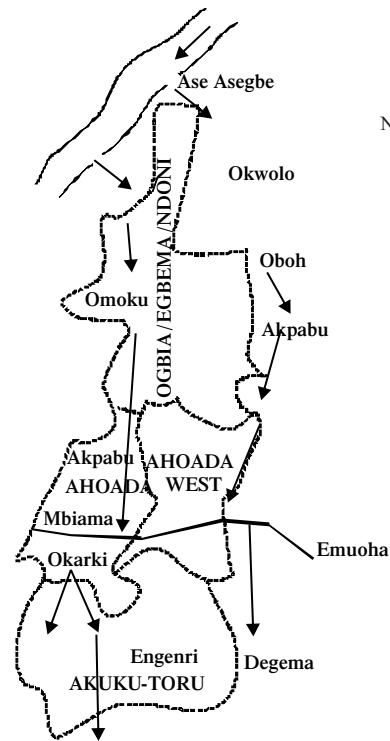 Ase Asegbe
N
Okwolo
OGBIA/EGBEMA/NDONI
Oboh
Omoku
Akpabu
Akpabu
AHOADA
AHOADA
WEST
Mbiama
Emuoha
Okarki
Engenri
Degema
AKUKU-TORU